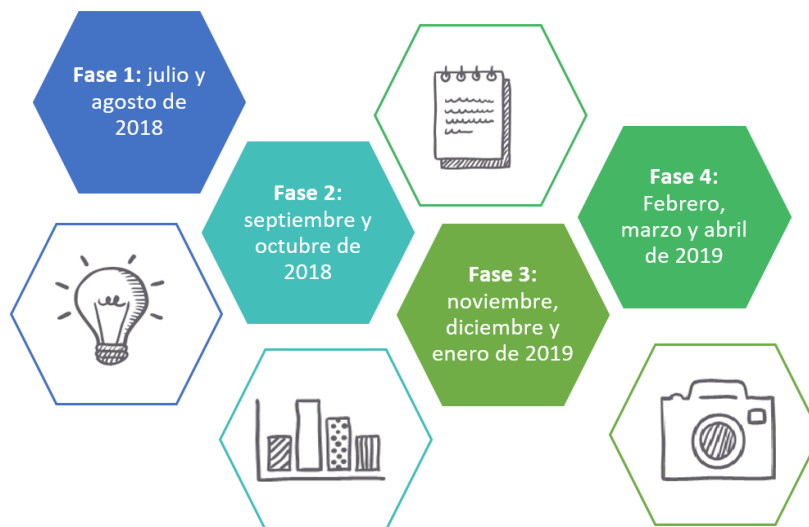 Fase 1: julio y
agosto de
2018
Fase 2:
septiembre y
octubre de
2018
Fase 3:
noviembre,
diciembre y
enero de 2019
Fase 4:
Febrero,
marzo y abril
de 2019